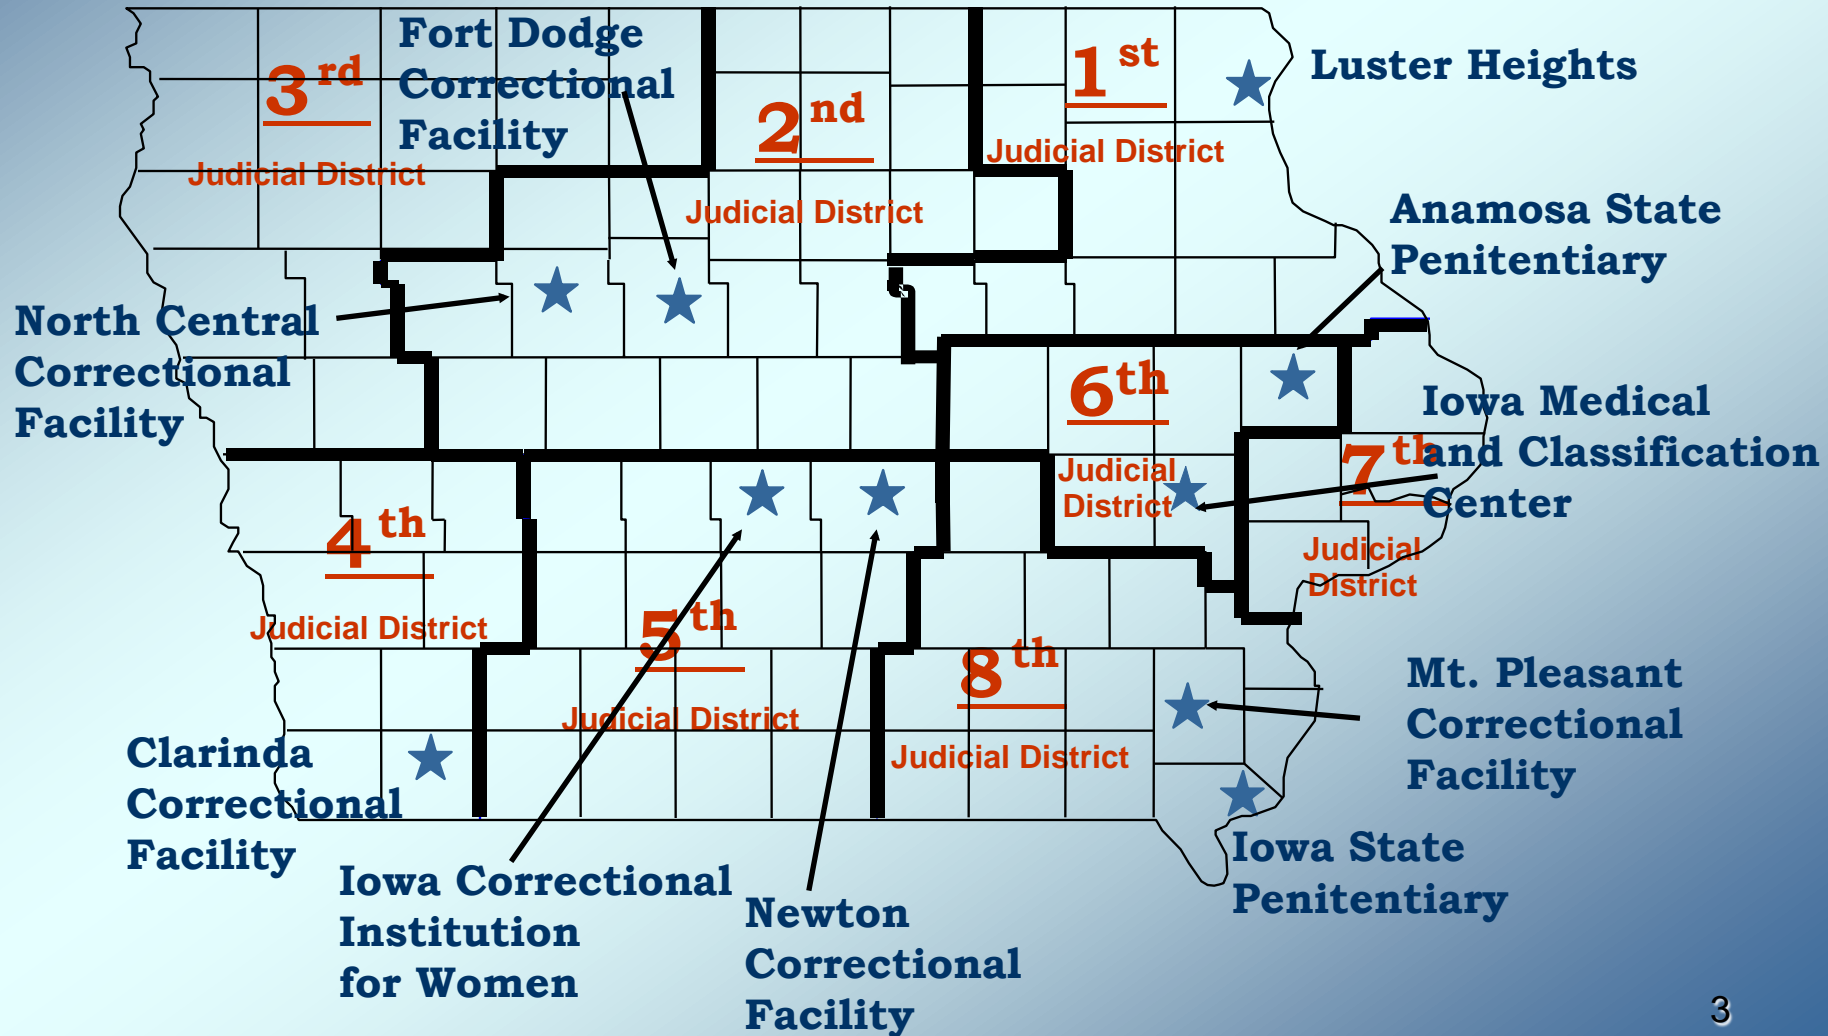 Fort Dodge
Correctional
Facility
3rd
Judicial District
2nd
Judicial District
1st
Judicial District
Luster Heights
Anamosa State
Penitentiary
North Central
Correctional
Facility
6th
Judicial
District
Iowa Medical
and Classification
Center
7th
Judicial
District
4th
Judicial District
5th
Judicial District
8th
Judicial District
Mt. Pleasant
Correctional
Facility
Clarinda
Correctional
Facility
Iowa State
Penitentiary
Iowa Correctional
Institution
for Women
Newton
Correctional
Facility
3